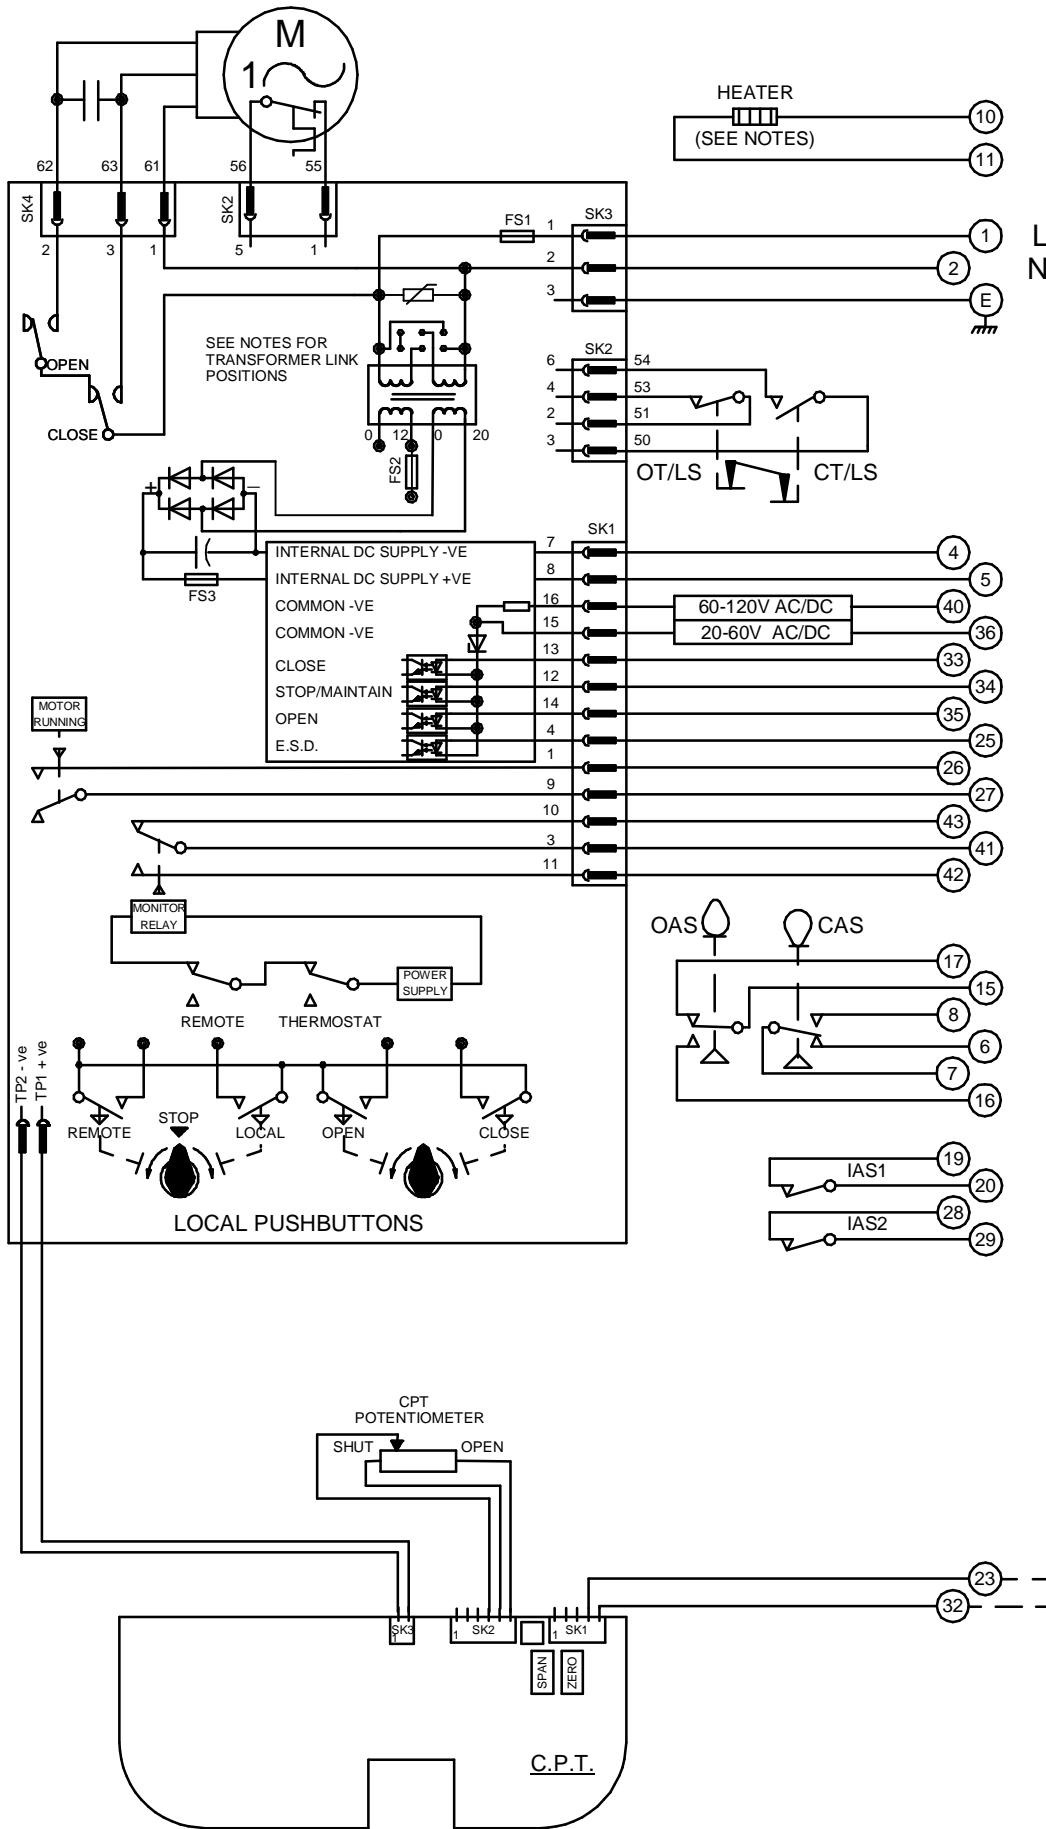 M
1
HEATER
10
(SEE NOTES)
11
62 63 61 56 55
SK4
SK2
2 3 1 5 1
FS1 1 SK3
1 L
2 2 N
3 E
SEE NOTES FOR
TRANSFORMER LINK
POSITIONS
OPEN
CLOSE
0 12 0 20
FS2
SK2
6 54
4 53
2 51
3 50
OT/LS CT/LS
+ –
FS3
SK1
INTERNAL DC SUPPLY -VE 7 4
INTERNAL DC SUPPLY +VE 8 5
COMMON -VE 16 60-120V AC/DC 40
COMMON -VE 15 20-60V AC/DC 36
CLOSE 13 33
STOP/MAINTAIN 12 34
OPEN 14 35
E.S.D. 4 25
1 26
9 27
10 43
3 41
11 42
MOTOR
RUNNING
MONITOR
RELAY
POWER
SUPPLY
REMOTE THERMOSTAT
OAS CAS
17
15
8
6
7
16
TP2 - ve
TP1 + ve
REMOTE STOP LOCAL OPEN CLOSE
LOCAL PUSHBUTTONS
19
IAS1
20
28
IAS2
29
CPT
POTENTIOMETER
SHUT OPEN
23
32
SK3
1
1 SK2
1 SK1
SPAN
ZERO
C.P.T.